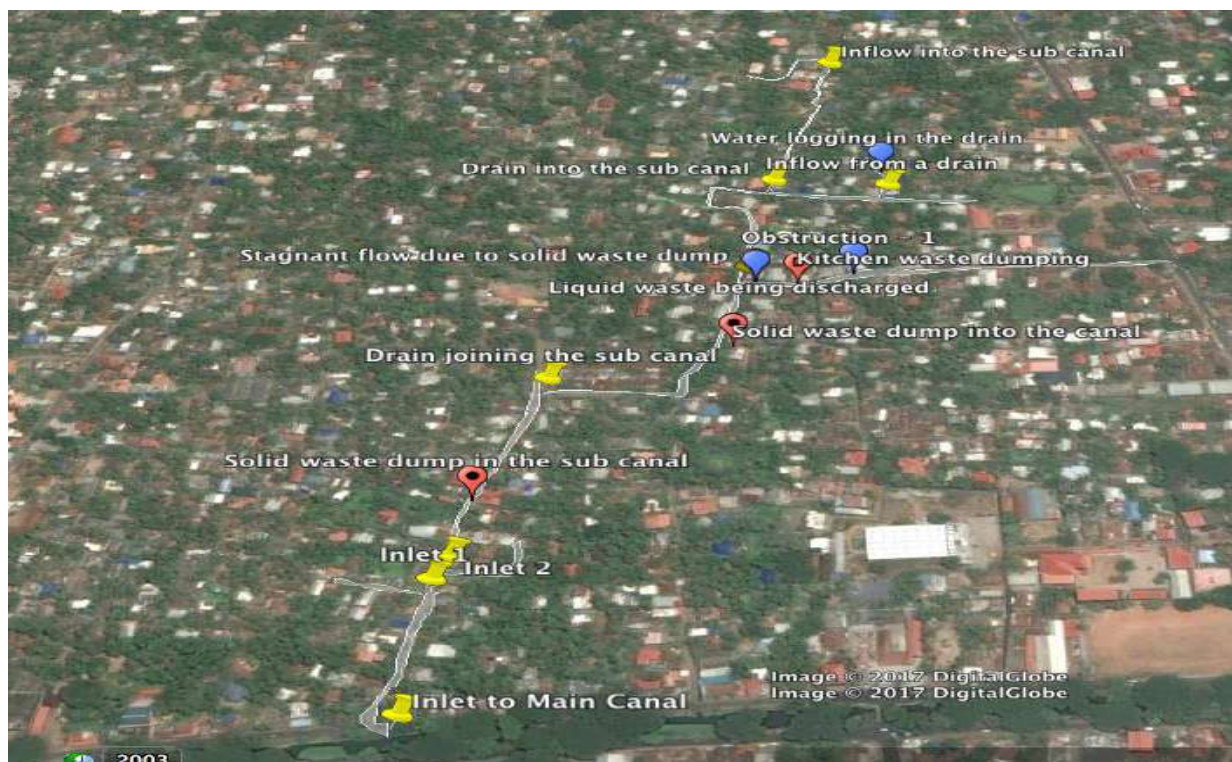 Inflow into the sub canal
Water logging in the drain
Drain into the sub canal
Inflow from a drain
Obstruction - 1
Stagnant flow due to solid waste dump
Kitchen waste dumping
Liquid waste being discharged
Solid waste dump into the canal
Drain joining the sub canal
Solid waste dump in the sub canal
Inlet 1
Inlet 2
Inlet to Main Canal
Image © 2017 DigitalGlobe
Image © 2017 DigitalGlobe
2003